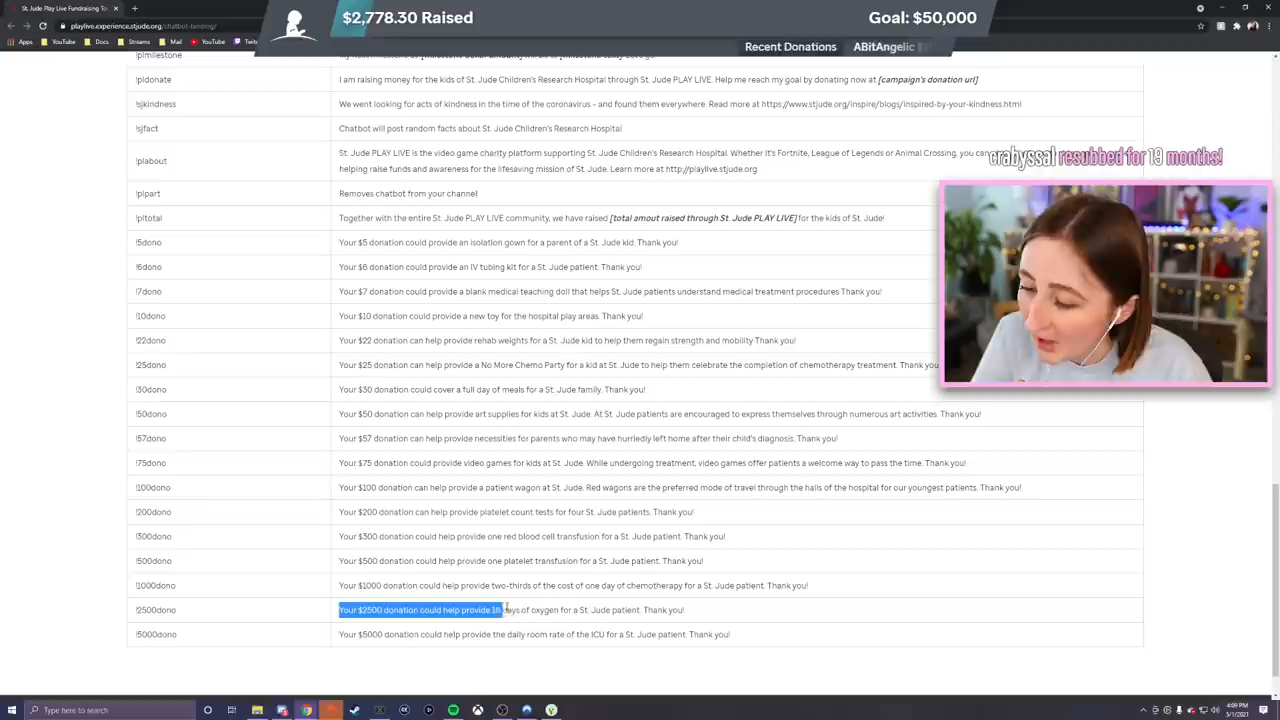 St. Jude Play Live Fundraising To
playlive.experience.stjude.org/chatbot-landing/
$2,778.30 Raised
Goal: $50,000
Recent Donations
ABitAngelic
Apps
YouTube
Docs
Streams
Mail
YouTube
Twitc
!plmilestone
!pldonate
I am raising money for the kids of St. Jude Children's Research Hospital through St. Jude PLAY LIVE. Help me reach my goal by donating now at [campaign's donation url]
!sjkindness
We went looking for acts of kindness in the time of the coronavirus - and found them everywhere. Read more at https://www.stjude.org/inspire/blogs/inspired-by-your-kindness.html
!sjfact
Chatbot will post random facts about St. Jude Children's Research Hospital
crabyssal resubbed for 19 months!
!plabout
St. Jude PLAY LIVE is the video game charity platform supporting St. Jude Children's Research Hospital. Whether it's Fortnite, League of Legends or Animal Crossing, you can
helping raise funds and awareness for the lifesaving mission of St. Jude. Learn more at http://playlive.stjude.org
!plpart
Removes chatbot from your channel
!pltotal
Together with the entire St. Jude PLAY LIVE community, we have raised [total amout raised through St. Jude PLAY LIVE] for the kids of St. Jude!
!5dono
Your $5 donation could provide an isolation gown for a parent of a St. Jude kid. Thank you!
!6dono
Your $6 donation could provide an IV tubing kit for a St. Jude patient. Thank you!
!7dono
Your $7 donation could provide a blank medical teaching doll that helps St. Jude patients understand medical treatment procedures Thank you!
!10dono
Your $10 donation could provide a new toy for the hospital play areas. Thank you!
!22dono
Your $22 donation can help provide rehab weights for a St. Jude kid to help them regain strength and mobility Thank you!
!25dono
Your $25 donation can help provide a No More Chemo Party for a kid at St. Jude to help them celebrate the completion of chemotherapy treatment. Thank you
!30dono
Your $30 donation could cover a full day of meals for a St. Jude family. Thank you!
!50dono
Your $50 donation can help provide art supplies for kids at St. Jude. At St. Jude patients are encouraged to express themselves through numerous art activities. Thank you!
!57dono
Your $57 donation can help provide necessities for parents who may have hurriedly left home after their child's diagnosis. Thank you!
!75dono
Your $75 donation could provide video games for kids at St. Jude. While undergoing treatment, video games offer patients a welcome way to pass the time. Thank you!
!100dono
Your $100 donation can help provide a patient wagon at St. Jude. Red wagons are the preferred mode of travel through the halls of the hospital for our youngest patients. Thank you!
!200dono
Your $200 donation can help provide platelet count tests for four St. Jude patients. Thank you!
!300dono
Your $300 donation could help provide one red blood cell transfusion for a St. Jude patient. Thank you!
!500dono
Your $500 donation could help provide one platelet transfusion for a St. Jude patient. Thank you!
!1000dono
Your $1000 donation could help provide two-thirds of the cost of one day of chemotherapy for a St. Jude patient. Thank you!
!2500dono
Your $2500 donation could help provide 18 days of oxygen for a St. Jude patient. Thank you!
!5000dono
Your $5000 donation could help provide the daily room rate of the ICU for a St. Jude patient. Thank you!
Type here to search
4:09 PM
5/1/2021